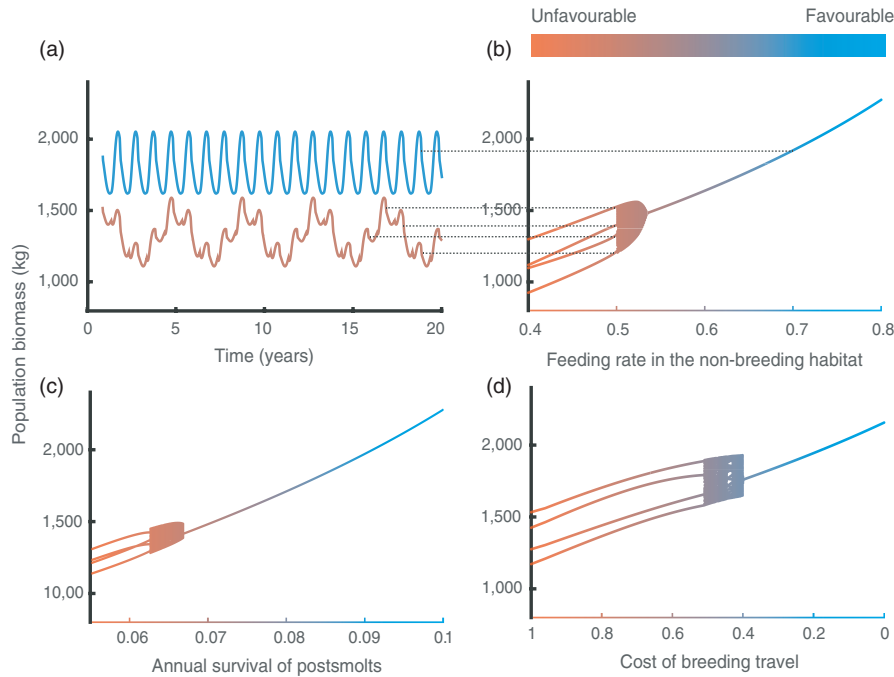 Unfavourable Favourable
(a)
(b)
2,000
1,500
1,000
0 5 10 15 20
Time (years)
2,000
1,500
1,000
0.4 0.5 0.6 0.7 0.8
Feeding rate in the non-breeding habitat
Population biomass (kg)
(c)
(d)
2,000
1,500
10,00
0.06 0.07 0.08 0.09 0.1
Annual survival of postsmolts
2,000
1,500
1,000
1 0.8 0.6 0.4 0.2 0
Cost of breeding travel